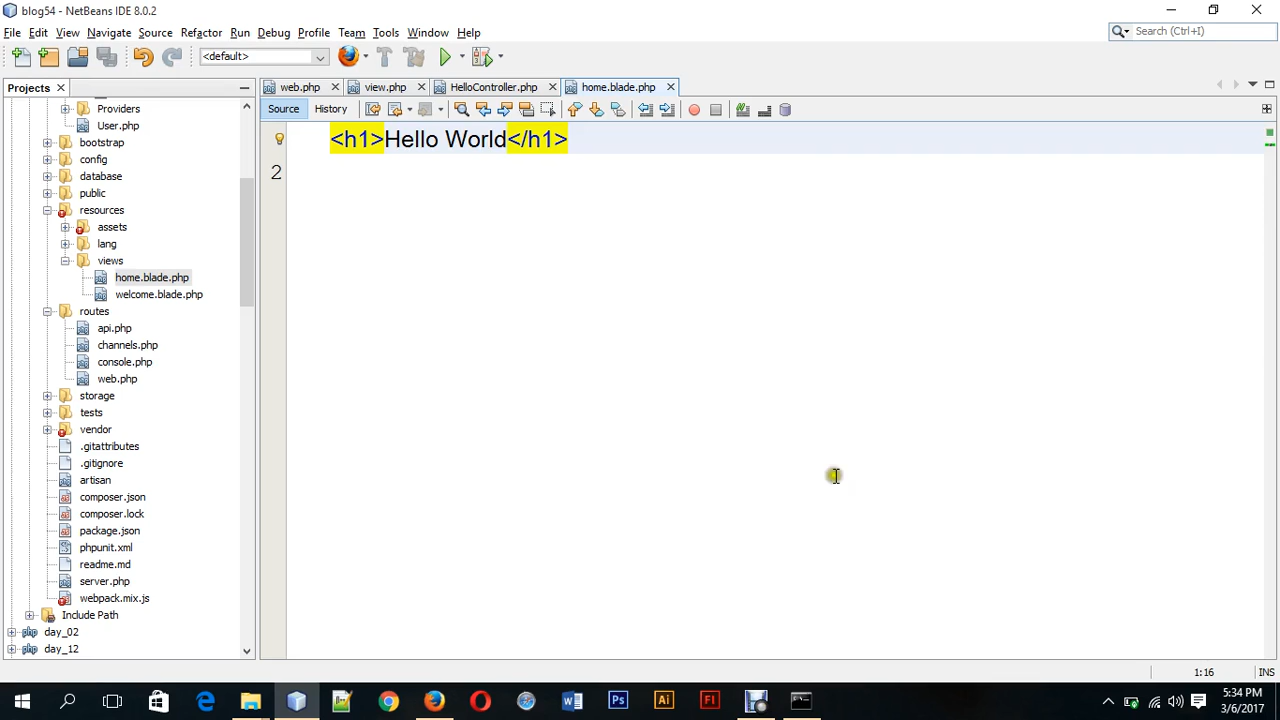 blog54 - NetBeans IDE 8.0.2
File Edit View Navigate Source Refactor Run Debug Profile Team Tools Window Help
Search (Ctrl+I)
<default>
Projects
web.php view.php HelloController.php home.blade.php
Source History
Providers
User.php
bootstrap
config
database
public
resources
assets
lang
views
home.blade.php
welcome.blade.php
routes
api.php
channels.php
console.php
web.php
storage
tests
vendor
.gitattributes
.gitignore
artisan
composer.json
composer.lock
package.json
phpunit.xml
readme.md
server.php
webpack.mix.js
Include Path
day_02
day_12
<h1>Hello World</h1>
2
1:16 INS
5:34 PM
3/6/2017